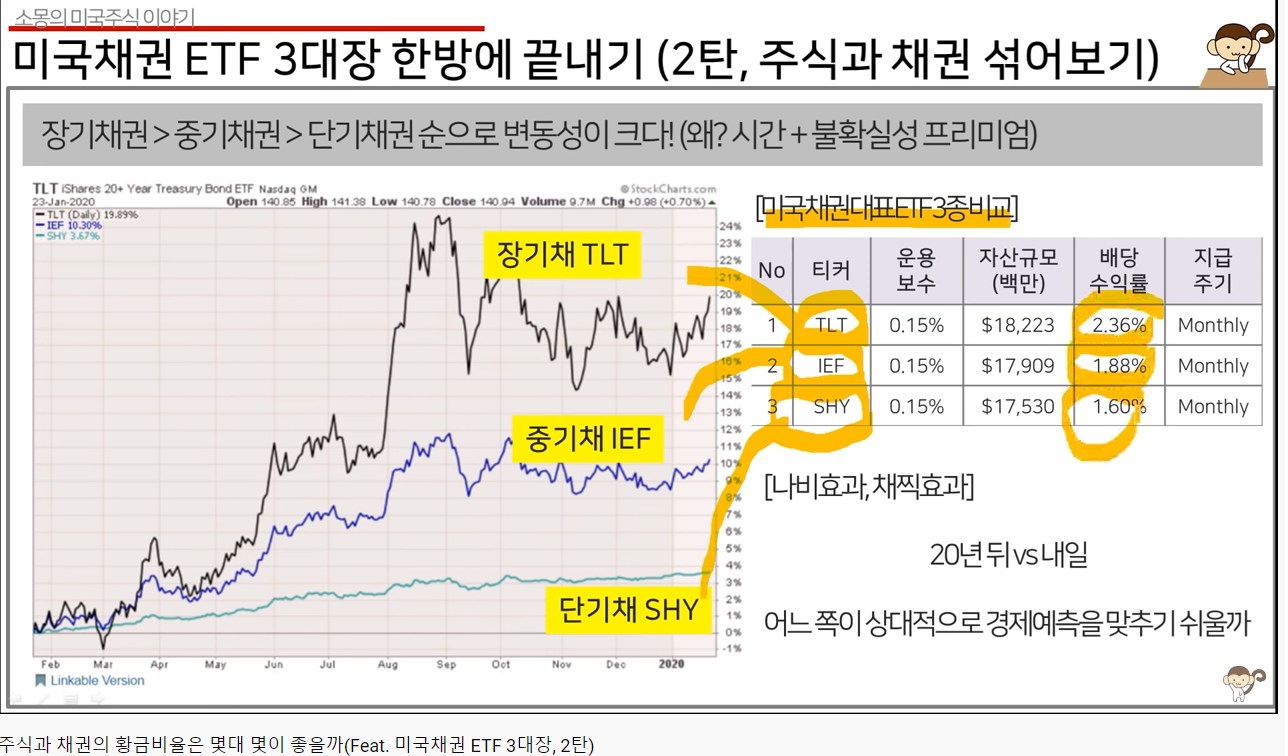 소몽의 미국주식 이야기
미국채권 ETF 3대장 한방에 끝내기 (2탄, 주식과 채권 섞어보기)
장기채권 > 중기채권 > 단기채권 순으로 변동성이 크다! (왜? 시간 + 불확실성 프리미엄)
TLT iShares 20+ Year Treasury Bond ETF Nasdaq GM
© StockCharts.com
23-Jan-2020
Open 140.85 High 141.38 Low 140.78 Close 140.94 Volume 9.7M Chg +0.98 (+0.70%)
TLT (Daily) 19.89%
IEF 10.30%
SHY 3.67%
장기채 TLT
중기채 IEF
단기채 SHY
24%
23%
22%
21%
20%
19%
18%
17%
16%
15%
14%
13%
12%
11%
10%
9%
8%
7%
6%
5%
4%
3%
2%
1%
0%
-1%
Feb Mar Apr May Jun Jul Aug Sep Oct Nov Dec 2020
Linkable Version
[미국채권대표ETF3종비교]
No 티커 운용 보수 자산규모 (백만) 배당 수익률 지급 주기
1 TLT 0.15% $18,223 2.36% Monthly
2 IEF 0.15% $17,909 1.88% Monthly
3 SHY 0.15% $17,530 1.60% Monthly
[나비효과, 채찍효과]
20년 뒤 vs 내일
어느 쪽이 상대적으로 경제예측을 맞추기 쉬울까
주식과 채권의 황금비율은 몇대 몇이 좋을까(Feat. 미국채권 ETF 3대장, 2탄)